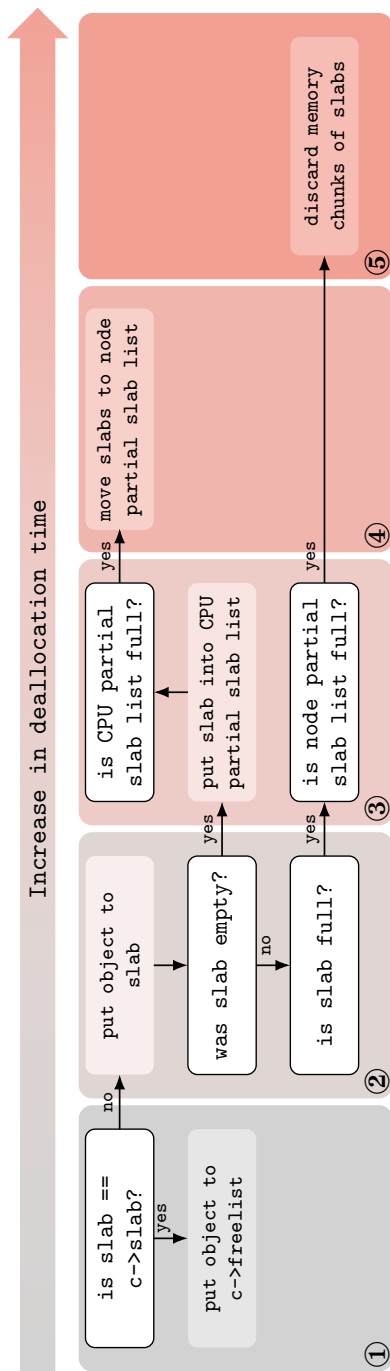 Increase in deallocation time
is slab ==
c->slab?
no
yes
put object to
c->freelist
①
put object to
slab
was slab empty?
yes
no
is slab full?
yes
②
is CPU partial
slab list full?
yes
put slab into CPU
partial slab list
is node partial
slab list full?
yes
③
move slabs to node
partial slab list
④
discard memory
chunks of slabs
⑤